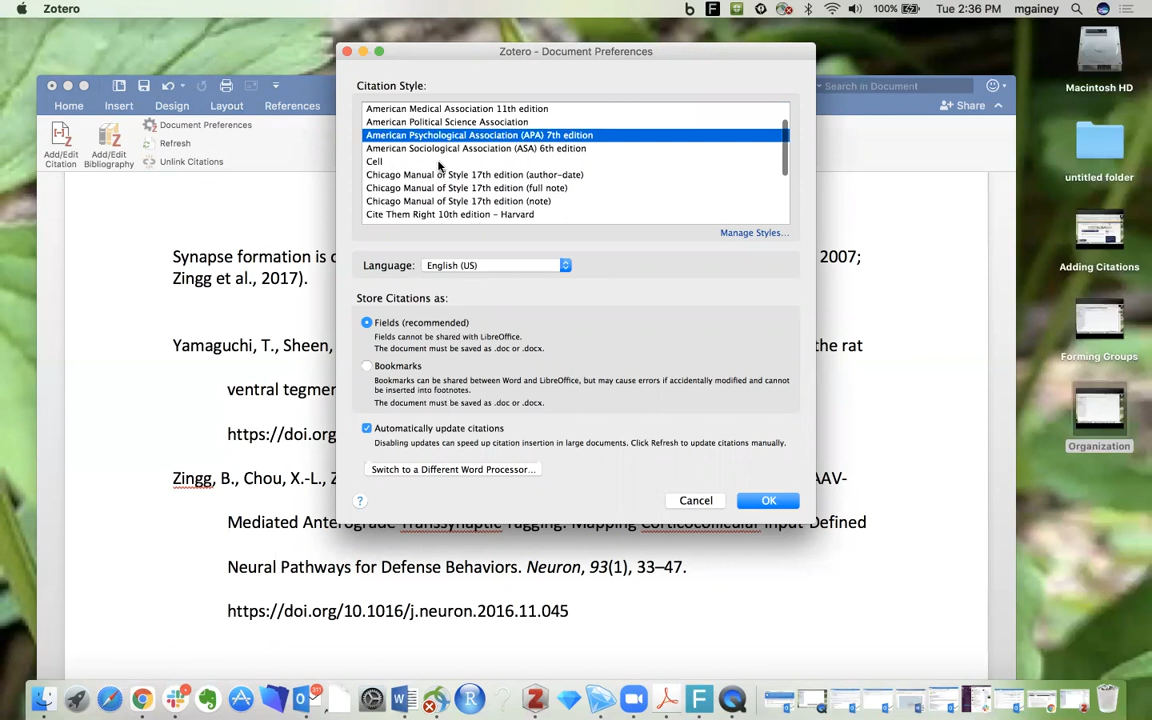 Zotero
100%
Tue 2:36 PM
mgainey
Zotero - Document Preferences
Macintosh HD
Citation Style:
American Medical Association 11th edition
American Political Science Association
American Psychological Association (APA) 7th edition
American Sociological Association (ASA) 6th edition
Cell
Chicago Manual of Style 17th edition (author-date)
Chicago Manual of Style 17th edition (full note)
Chicago Manual of Style 17th edition (note)
Cite Them Right 10th edition - Harvard
Manage Styles...
Language: English (US)
Store Citations as:
Fields (recommended)
Fields cannot be shared with LibreOffice.
The document must be saved as .doc or .docx.
Bookmarks
Bookmarks can be shared between Word and LibreOffice, but may cause errors if accidentally modified and cannot
be inserted into footnotes.
The document must be saved as .doc or .docx.
Automatically update citations
Disabling updates can speed up citation insertion in large documents. Click Refresh to update citations manually.
Switch to a Different Word Processor...
?
Cancel
OK
Search in Document
Home
Insert
Design
Layout
References
Share
Add/Edit
Citation
Add/Edit
Bibliography
Document Preferences
Refresh
Unlink Citations
Synapse formation is 2007;
Zingg et al., 2017).
Yamaguchi, T., Sheen, the rat
ventral
https://doi.org
Zingg, B., Chou, X.-L., AAV-
Mediated Transsynaptic Tagging: Mapping Corticocollicular Input-Defined
Neural Pathways for Defense Behaviors. Neuron, 93(1), 33–47.
https://doi.org/10.1016/j.neuron.2016.11.045
untitled folder
Adding Citations
Forming Groups
Organization